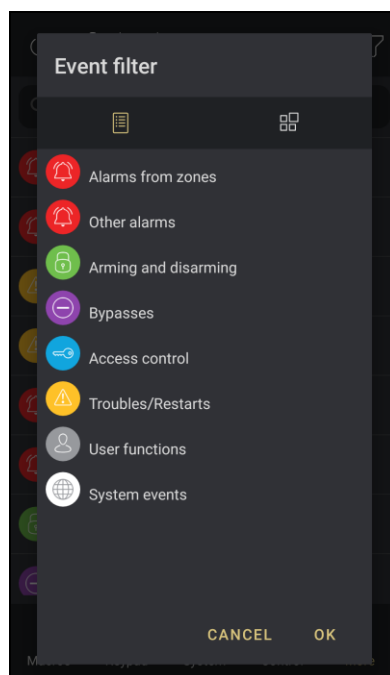 Event filter
Alarms from zones
Other alarms
Arming and disarming
Bypasses
Access control
Troubles/Restarts
User functions
System events
CANCEL OK